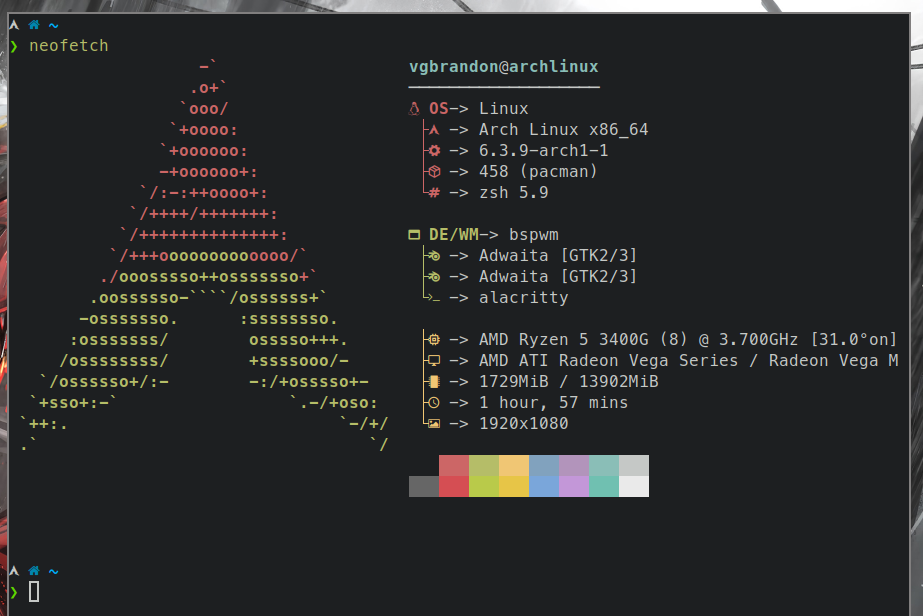 ~
❯ neofetch
-`
.o+`
`ooo/
`+oooo:
`+oooooo:
-+oooooo+:
`/:-:++oooo+:
`/++++/+++++++:
`/++++++++++++++:
`/+++ooooooooooooo/`
./ooosssso++osssssso+`
.oossssso-````/ossssss+`
-osssssso. :ssssssso.
:osssssss/ osssso+++.
/ossssssss/ +ssssooo/-
`/ossssso+/:- -:/+osssso+-
`+sso+:-` `.-/+oso:
`++:. `-/+/
.` `/
vgbrandon@archlinux
OS-> Linux
-> Arch Linux x86_64
-> 6.3.9-arch1-1
-> 458 (pacman)
# -> zsh 5.9
DE/WM-> bspwm
-> Adwaita [GTK2/3]
-> Adwaita [GTK2/3]
>_ -> alacritty
-> AMD Ryzen 5 3400G (8) @ 3.700GHz [31.0°on]
-> AMD ATI Radeon Vega Series / Radeon Vega M
-> 1729MiB / 13902MiB
-> 1 hour, 57 mins
-> 1920x1080
~
❯